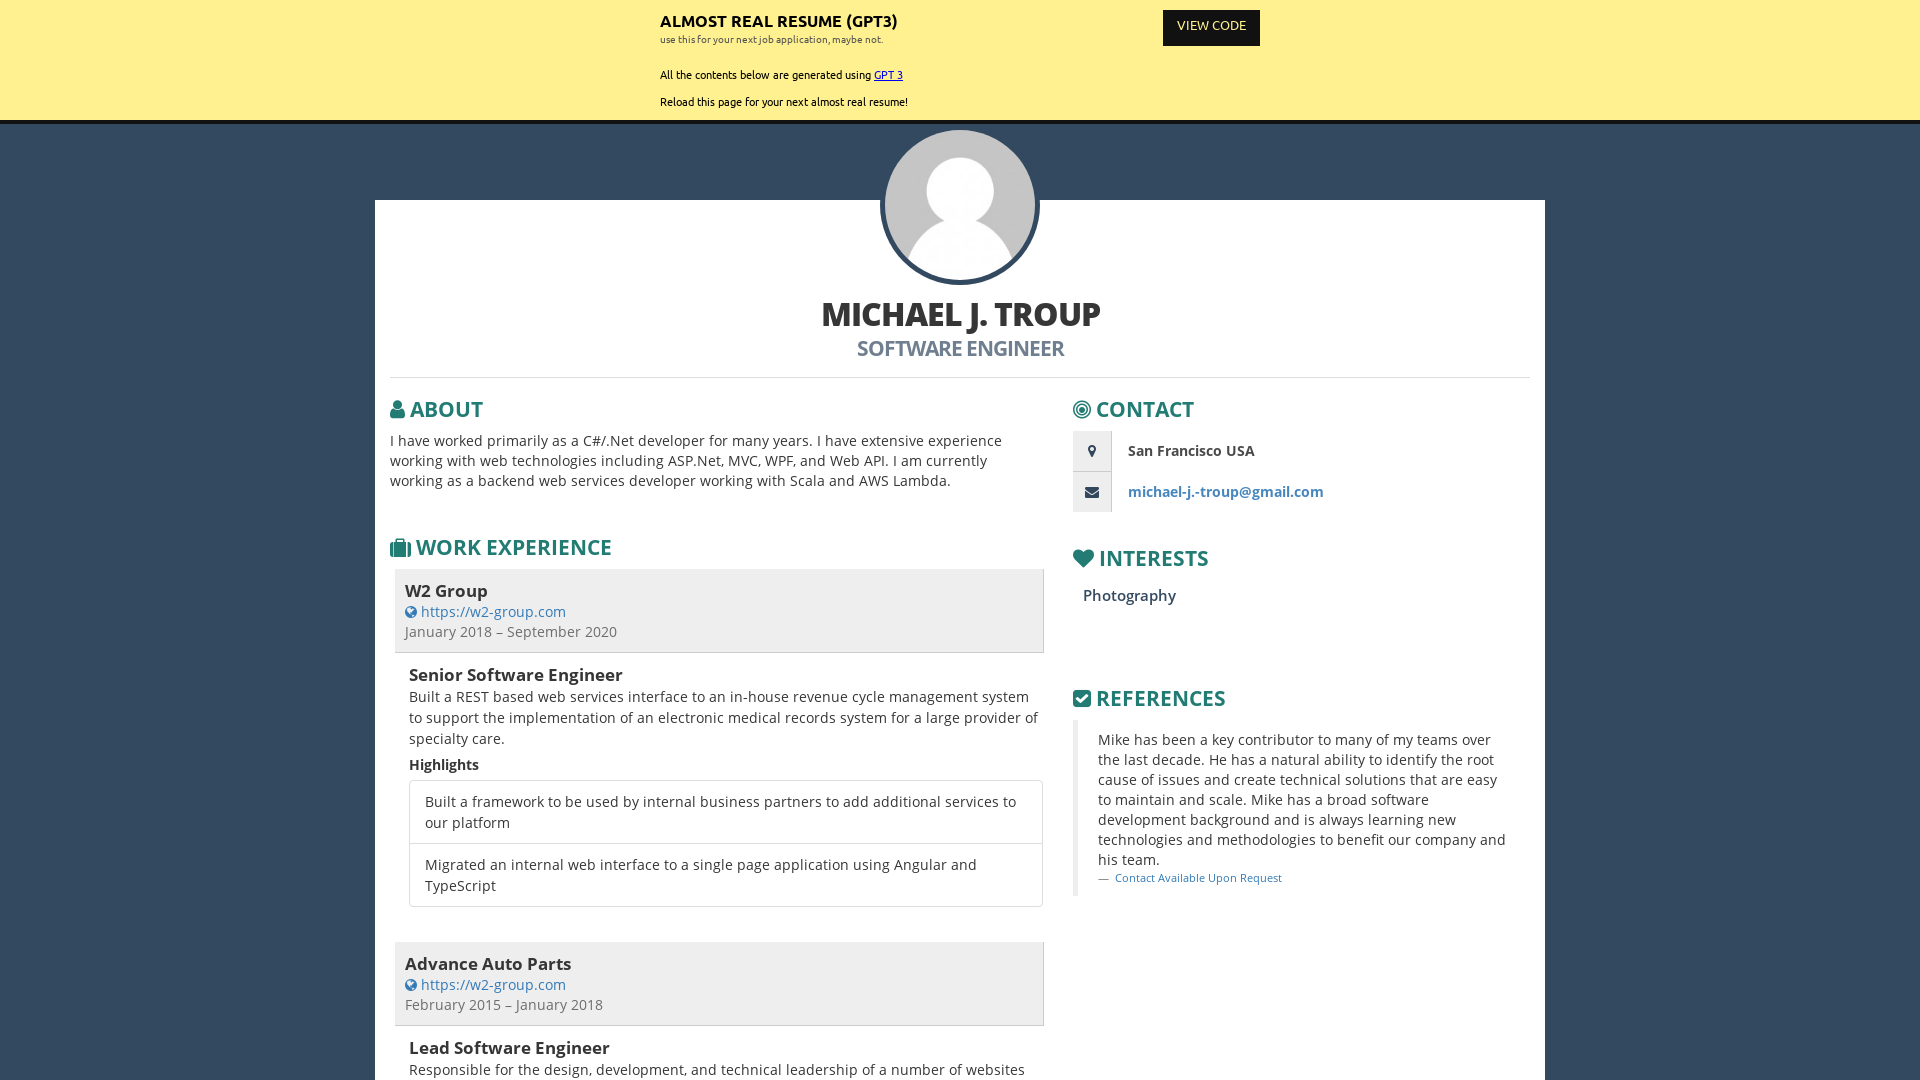 ALMOST REAL RESUME (GPT3)
use this for your next job application, maybe not.
VIEW CODE
All the contents below are generated using GPT 3
Reload this page for your next almost real resume!
MICHAEL J. TROUP
SOFTWARE ENGINEER
ABOUT
I have worked primarily as a C#/.Net developer for many years. I have extensive experience
working with web technologies including ASP.Net, MVC, WPF, and Web API. I am currently
working as a backend web services developer working with Scala and AWS Lambda.
WORK EXPERIENCE
W2 Group
https://w2-group.com
January 2018 – September 2020
Senior Software Engineer
Built a REST based web services interface to an in-house revenue cycle management system
to support the implementation of an electronic medical records system for a large provider of
specialty care.
Highlights
Built a framework to be used by internal business partners to add additional services to
our platform
Migrated an internal web interface to a single page application using Angular and
TypeScript
Advance Auto Parts
https://w2-group.com
February 2015 – January 2018
Lead Software Engineer
Responsible for the design, development, and technical leadership of a number of websites
CONTACT
San Francisco USA
michael-j.-troup@gmail.com
INTERESTS
Photography
REFERENCES
Mike has been a key contributor to many of my teams over
the last decade. He has a natural ability to identify the root
cause of issues and create technical solutions that are easy
to maintain and scale. Mike has a broad software
development background and is always learning new
technologies and methodologies to benefit our company and
his team.
— Contact Available Upon Request